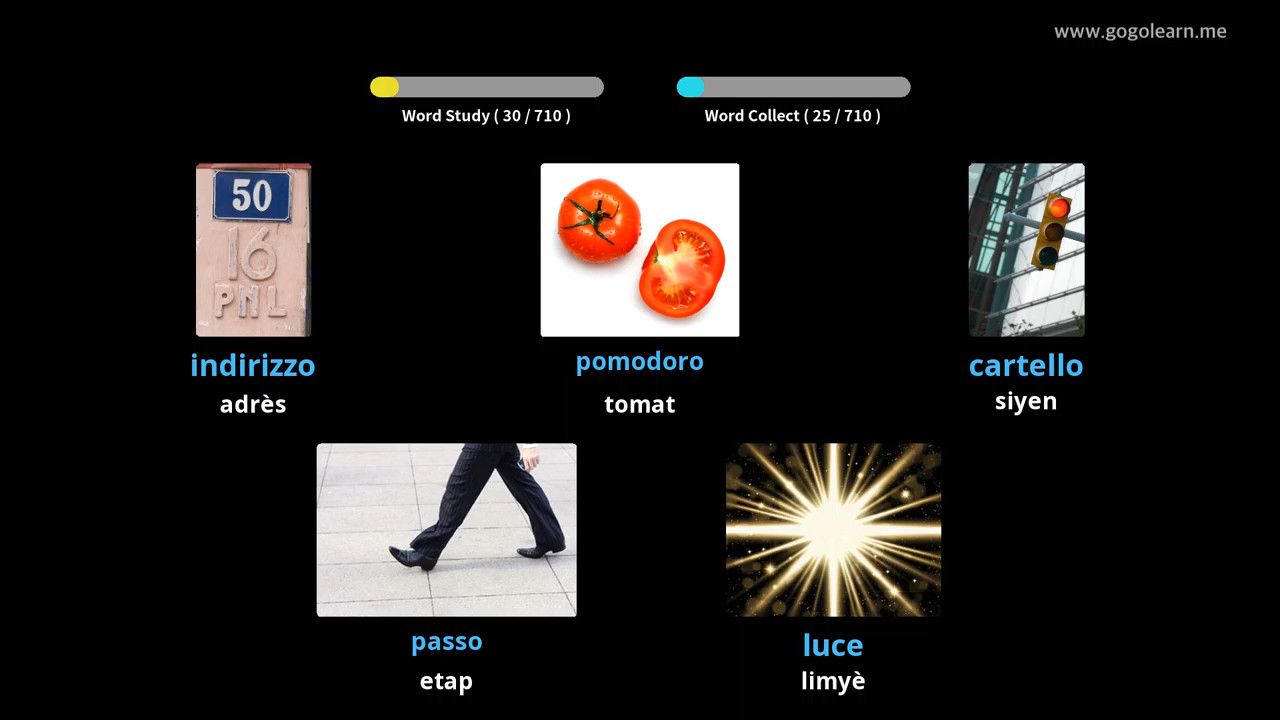 www.gogolearn.me
Word Study ( 30 / 710 )
Word Collect ( 25 / 710 )
50
16
PNL
indirizzo
adrès
pomodoro
tomat
cartello
siyen
passo
etap
luce
limyè